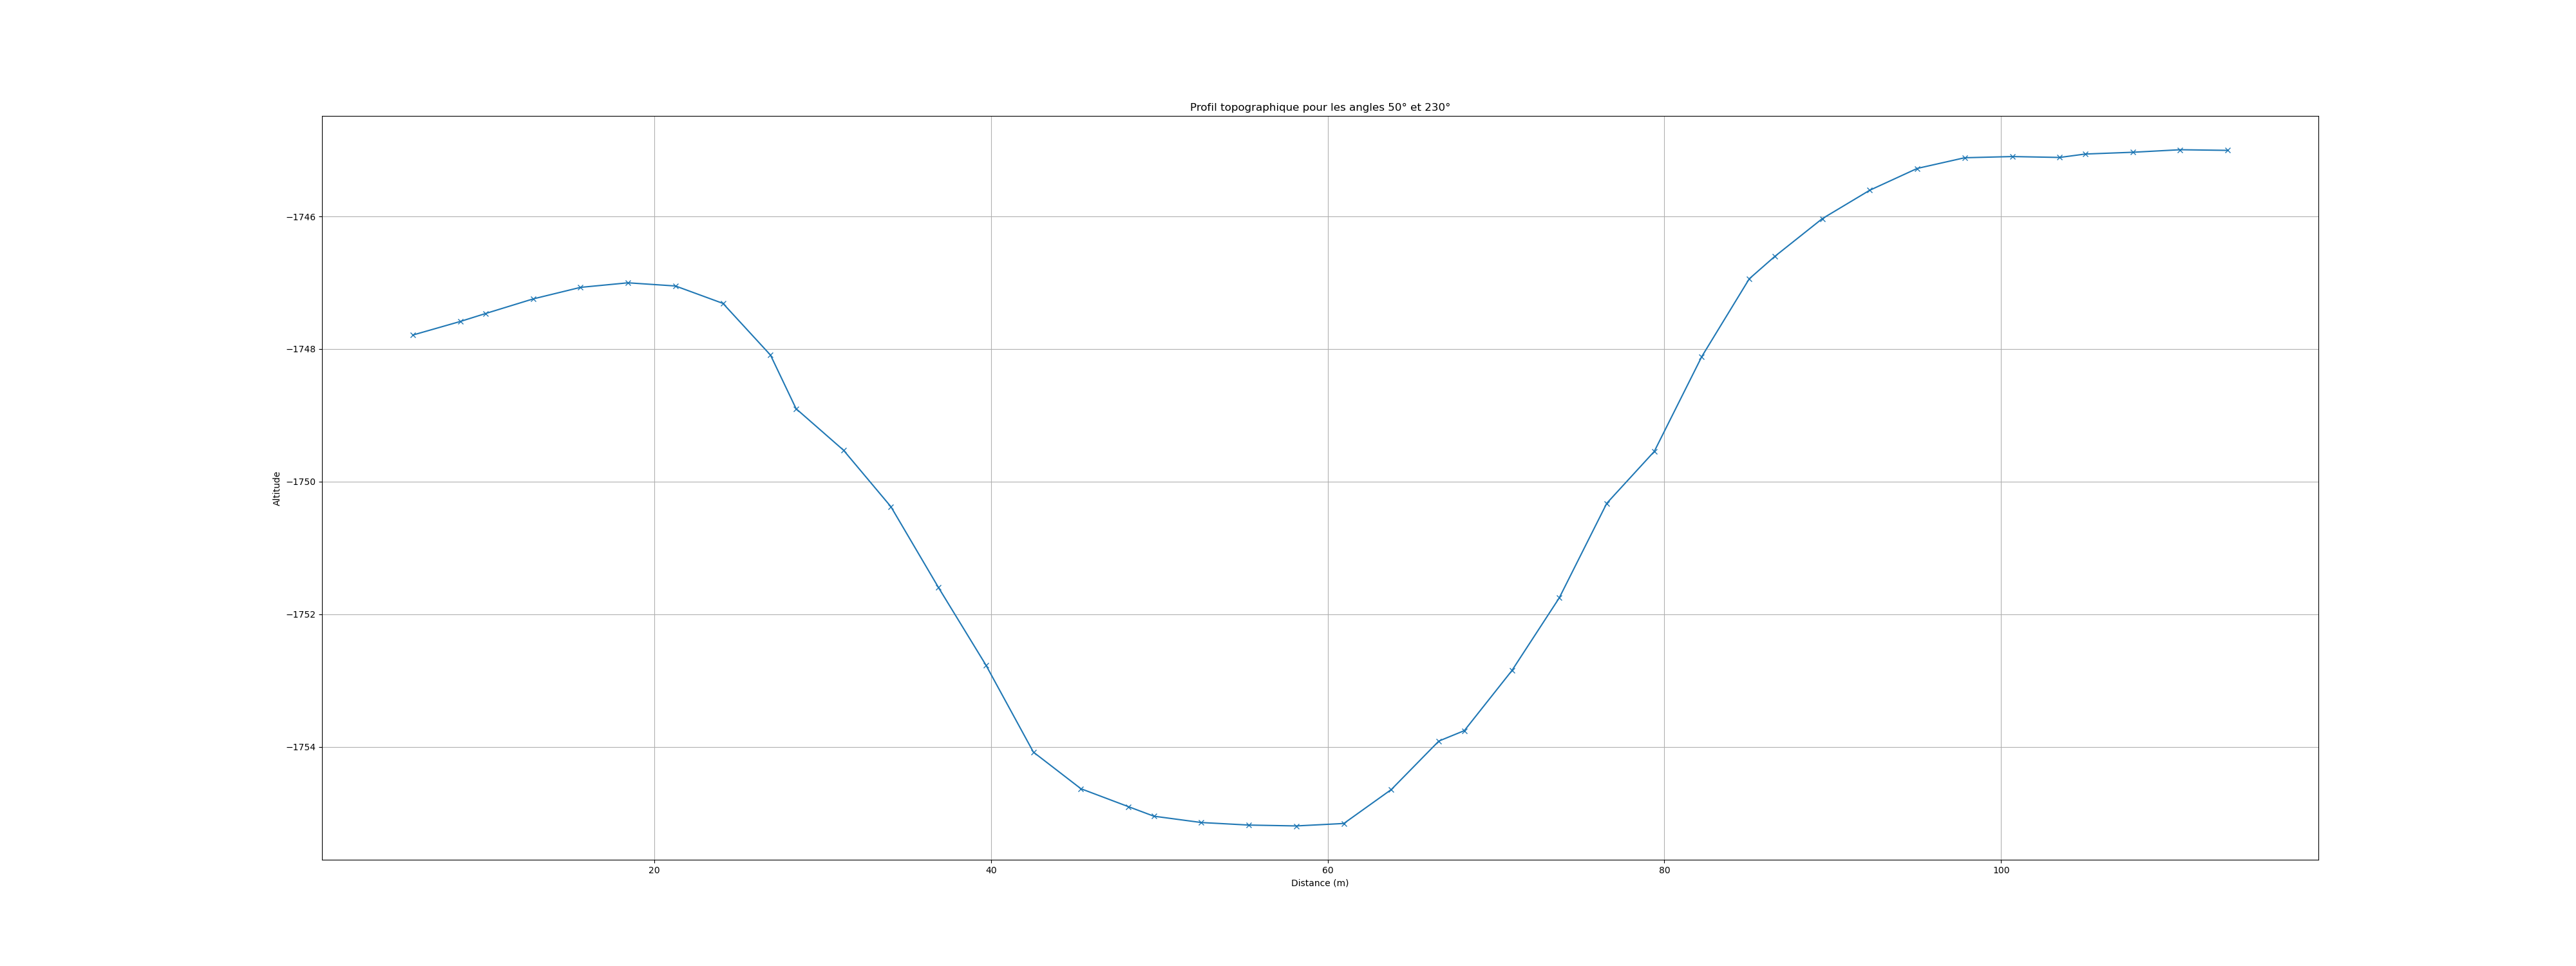 Profil topographique pour les angles 50° et 230°
Altitude
−1746
−1748
−1750
−1752
−1754
20 40 60 80 100
Distance (m)